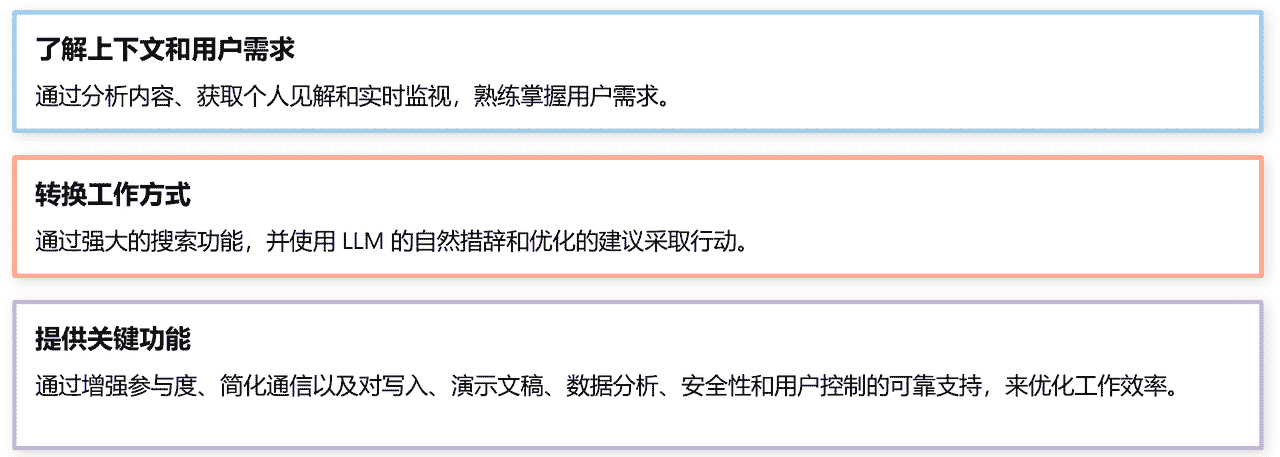 了解上下文和用户需求
通过分析内容、获取个人见解和实时监视，熟练掌握用户需求。
转换工作方式
通过强大的搜索功能，并使用 LLM 的自然措辞和优化的建议采取行动。
提供关键功能
通过增强参与度、简化通信以及对写入、演示文稿、数据分析、安全性和用户控制的可靠支持，来优化工作效率。